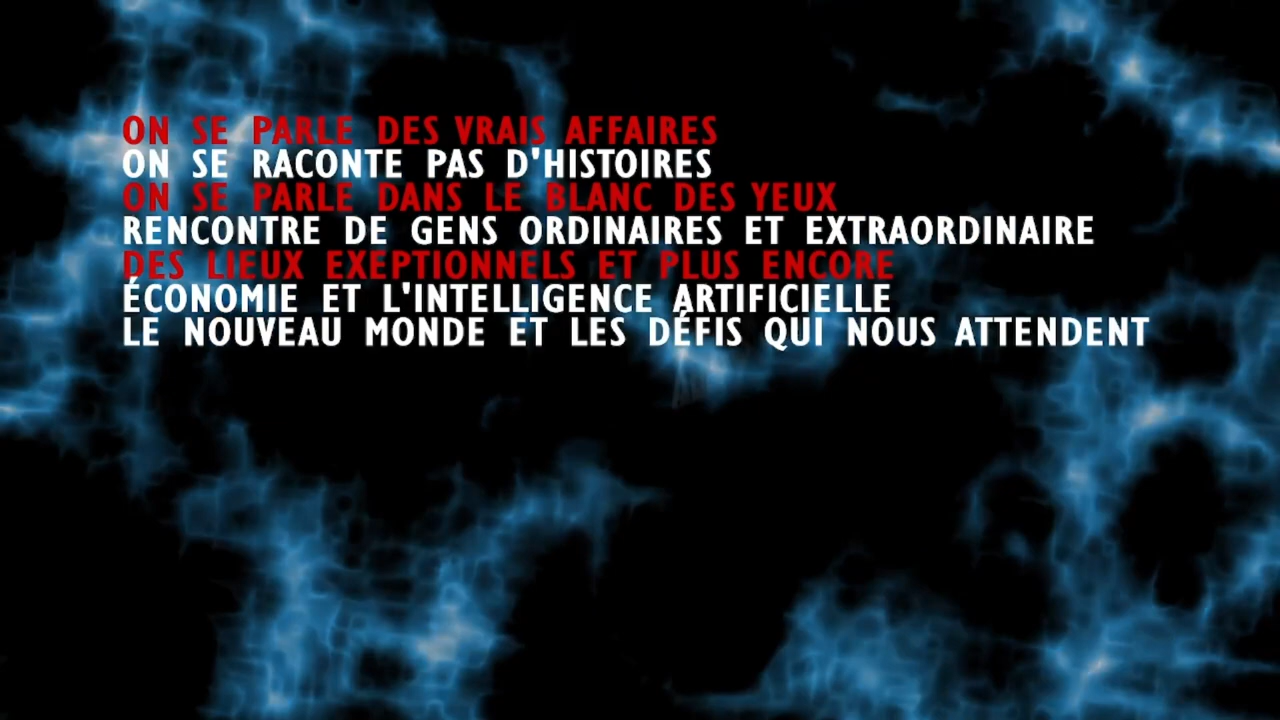 ON SE PARLE DES VRAIS AFFAIRES
ON SE RACONTE PAS D'HISTOIRES
ON SE PARLE DANS LE BLANC DES YEUX
RENCONTRE DE GENS ORDINAIRES ET EXTRAORDINAIRE
DES LIEUX EXEPTIONNELS ET PLUS ENCORE
ÉCONOMIE ET L'INTELLIGENCE ARTIFICIELLE
LE NOUVEAU MONDE ET LES DÉFIS QUI NOUS ATTENDENT